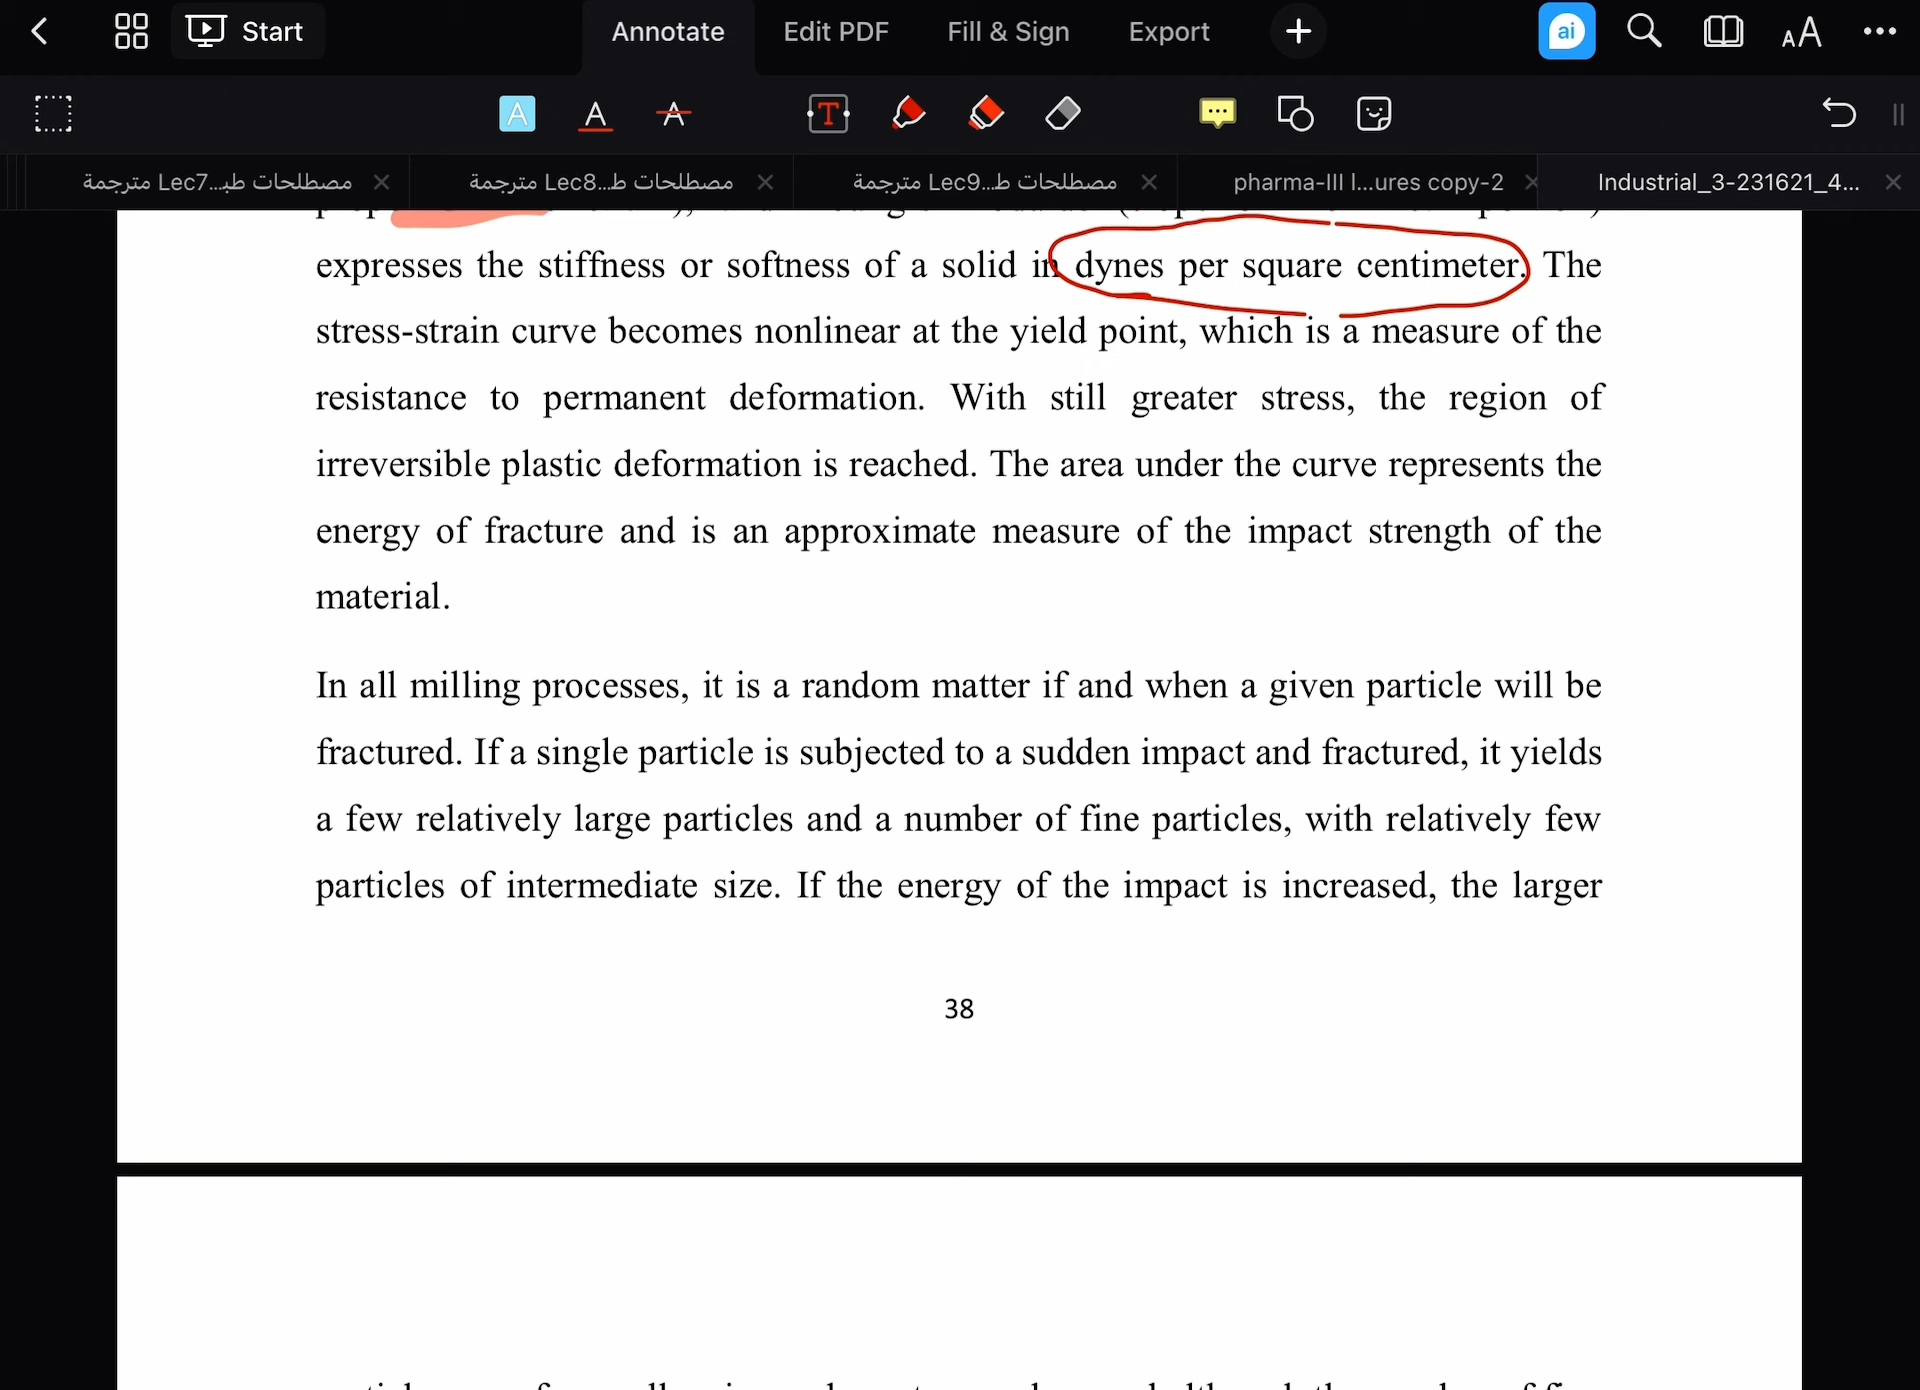 Start
Annotate
Edit PDF
Fill & Sign
Export
ai
AA
A
A
A
T
مصطلحات طبـ...Lec7 مترجمة
مصطلحات طـ...Lec8 مترجمة
مصطلحات طـ...Lec9 مترجمة
pharma-III l...ures copy-2
Industrial_3-231621_4...
expresses the stiffness or softness of a solid in dynes per square centimeter. The
stress-strain curve becomes nonlinear at the yield point, which is a measure of the
resistance to permanent deformation. With still greater stress, the region of
irreversible plastic deformation is reached. The area under the curve represents the
energy of fracture and is an approximate measure of the impact strength of the
material.
In all milling processes, it is a random matter if and when a given particle will be
fractured. If a single particle is subjected to a sudden impact and fractured, it yields
a few relatively large particles and a number of fine particles, with relatively few
particles of intermediate size. If the energy of the impact is increased, the larger
38